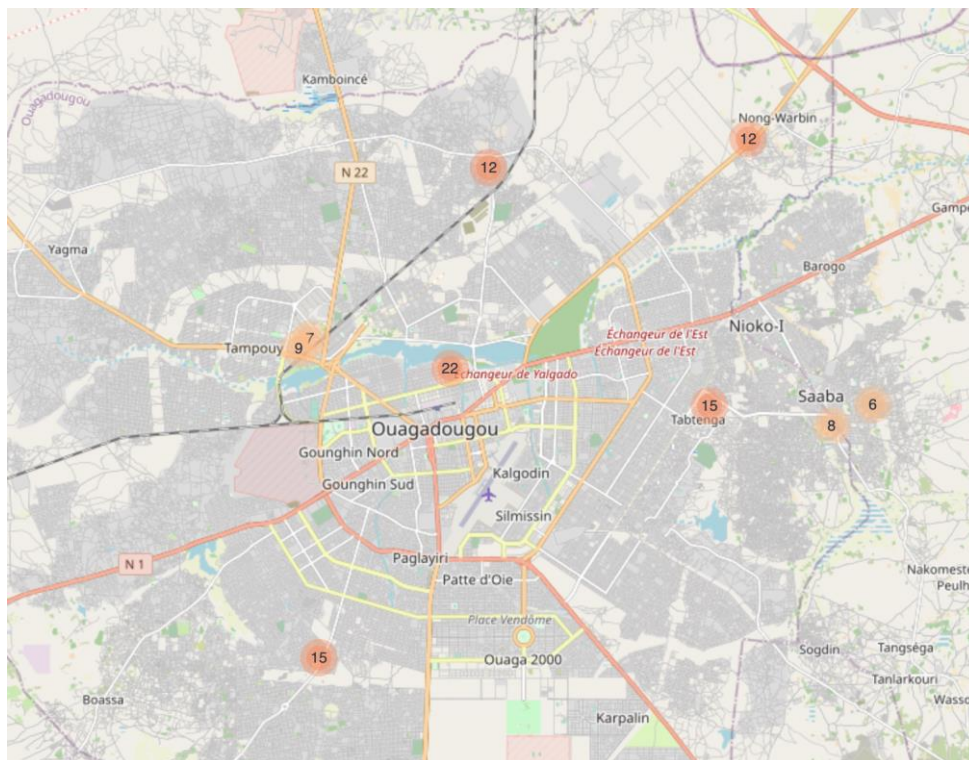 Kamboincé
Ouagadougou
Nong-Warbin
12
12
N 22
Gampe
Yagma
Barogo
Nioko-I
7
Tampouy
9
Échangeur de l'Est
Échangeur de l'Est
22
Échangeur de Yalgado
Saaba
6
15
Tabtenga
8
Ouagadougou
Gounghin Nord
Kalgodin
Gounghin Sud
Silmissin
Paglayiri
N 1
Patte d'Oie
Nakomeste
Peulh
Place Vendôme
Sogdin
Tangséga
15
Ouaga 2000
Tanlarkouri
Boassa
Wasso
Karpalin